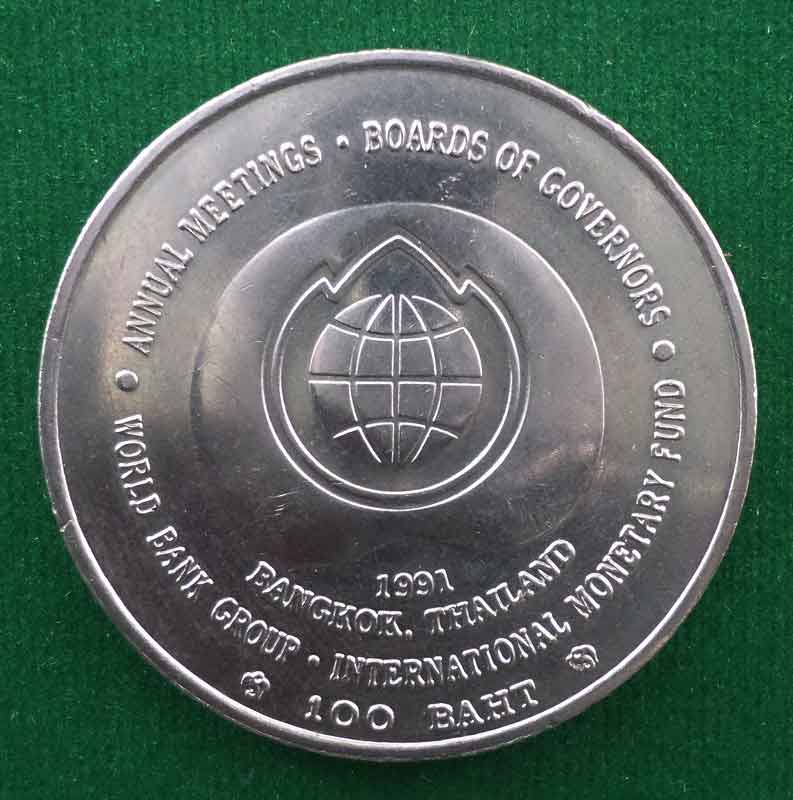 ANNUAL MEETINGS • BOARDS OF GOVERNORS
WORLD BANK GROUP • INTERNATIONAL MONETARY FUND
1991
BANGKOK, THAILAND
100 BAHT